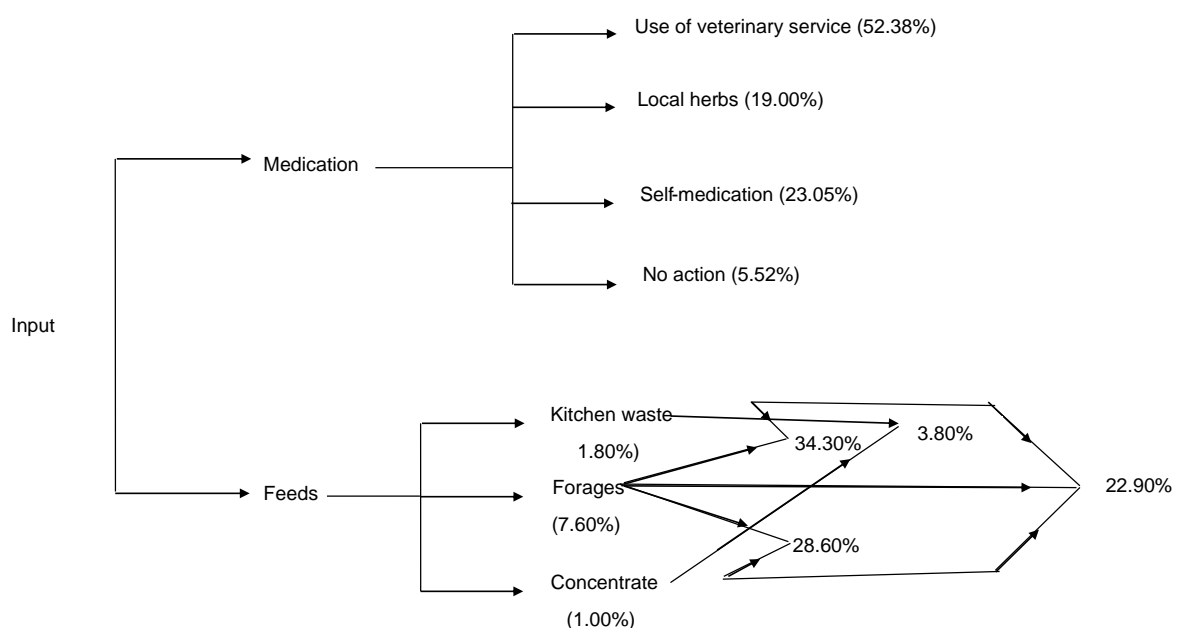 Use of veterinary service (52.38%)
Local herbs (19.00%)
Medication
Self-medication (23.05%)
No action (5.52%)
Input
Kitchen waste
1.80%)
34.30%
3.80%
Feeds
Forages
(7.60%)
22.90%
28.60%
Concentrate
(1.00%)